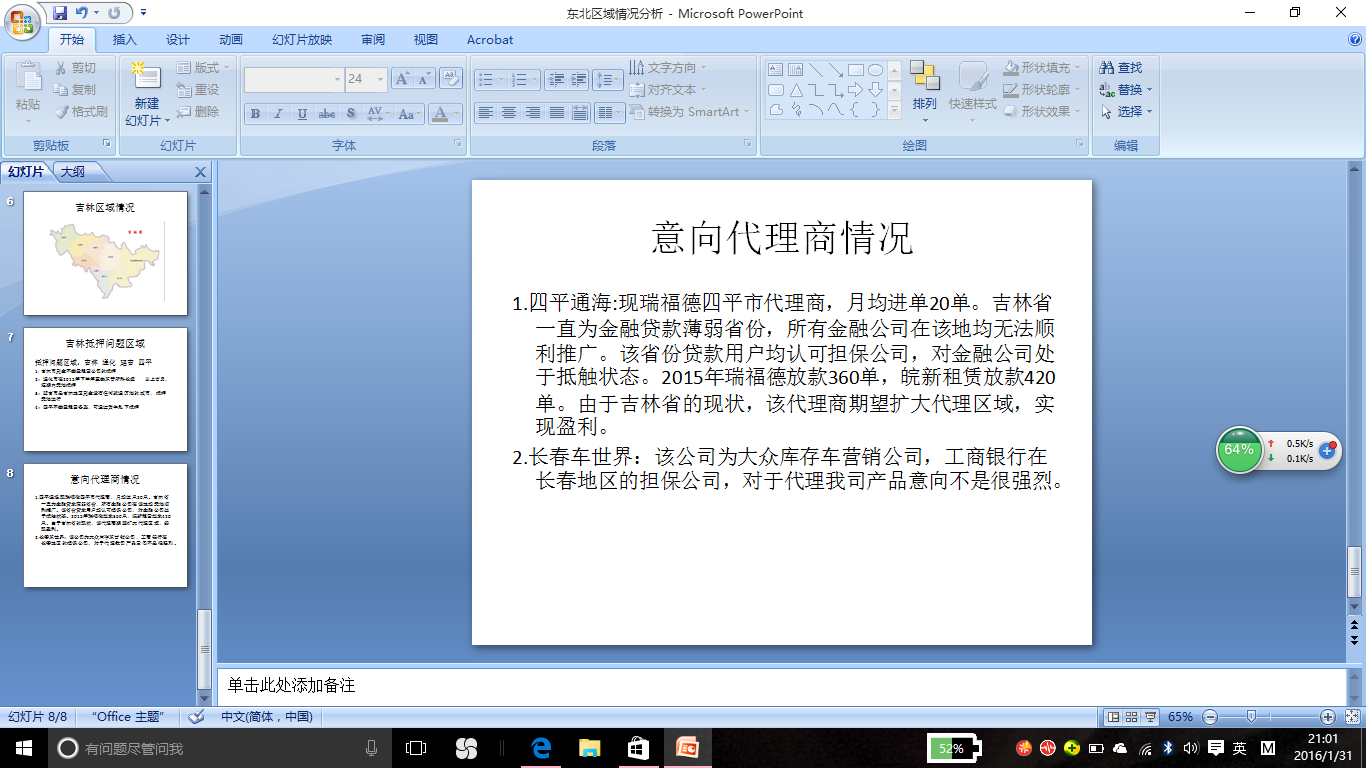 东北区域情况分析 - Microsoft PowerPoint
开始 插入 设计 动画 幻灯片放映 审阅 视图 Acrobat
粘贴 剪切 复制 格式刷
剪贴板
新建
幻灯片
版式
重设
删除
幻灯片
24
B I U abc S AV Aa A
字体
文字方向
对齐文本
转换为 SmartArt
段落
排列
快速样式
形状填充
形状轮廓
形状效果
绘图
查找
替换
选择
编辑
幻灯片 大纲
6
吉林区域情况
7
吉林抵押问题区域
抵押问题区域：吉林 通化 延吉 四平
8
意向代理商情况
意向代理商情况
1.四平通海:现瑞福德四平市代理商，月均进单20单。吉林省
一直为金融贷款薄弱省份，所有金融公司在该地均无法顺
利推广。该省份贷款用户均认可担保公司，对金融公司处
于抵触状态。2015年瑞福德放款360单，皖新租赁放款420
单。由于吉林省的现状，该代理商期望扩大代理区域，实
现盈利。
2.长春车世界：该公司为大众库存车营销公司，工商银行在
长春地区的担保公司，对于代理我司产品意向不是很强烈。
64%
0.5K/s
0.1K/s
单击此处添加备注
幻灯片 8/8 “Office 主题” 中文(简体，中国) 65%
有问题尽管问我
52%
英
M
21:01
2016/1/31